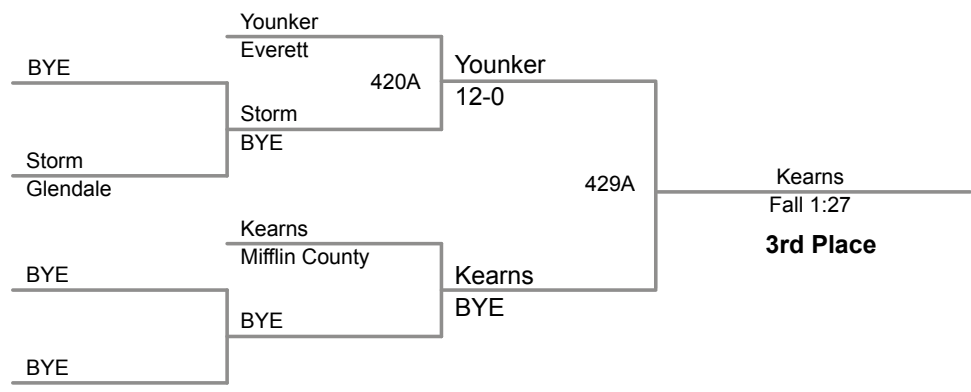 Younker
Everett
BYE
420A
Younker
12-0
Storm
BYE
Storm
Glendale
429A
Kearns
Fall 1:27
3rd Place
Kearns
Mifflin County
BYE
Kearns
BYE
BYE
BYE